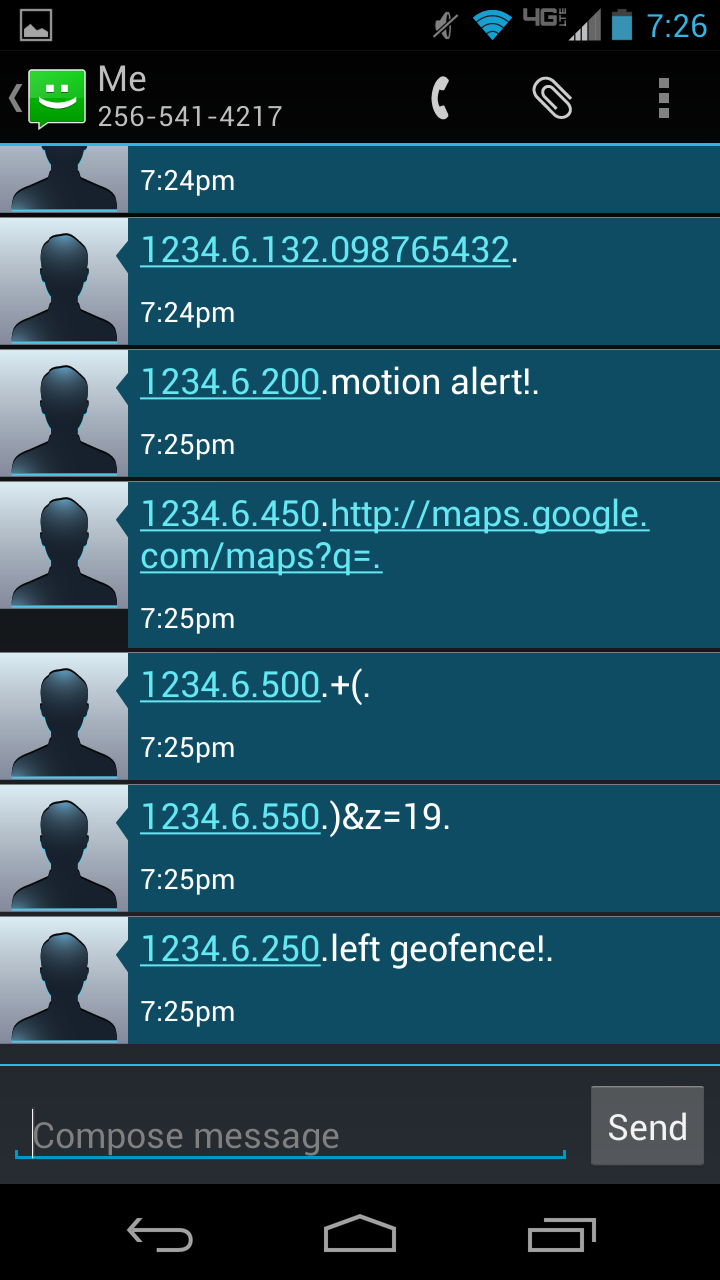 4G LTE 7:26
Me
256-541-4217
7:24pm
1234.6.132.098765432.
7:24pm
1234.6.200.motion alert!.
7:25pm
1234.6.450.http://maps.google.
com/maps?q=.
7:25pm
1234.6.500.+(.
7:25pm
1234.6.550.)&z=19.
7:25pm
1234.6.250.left geofence!.
7:25pm
Compose message
Send